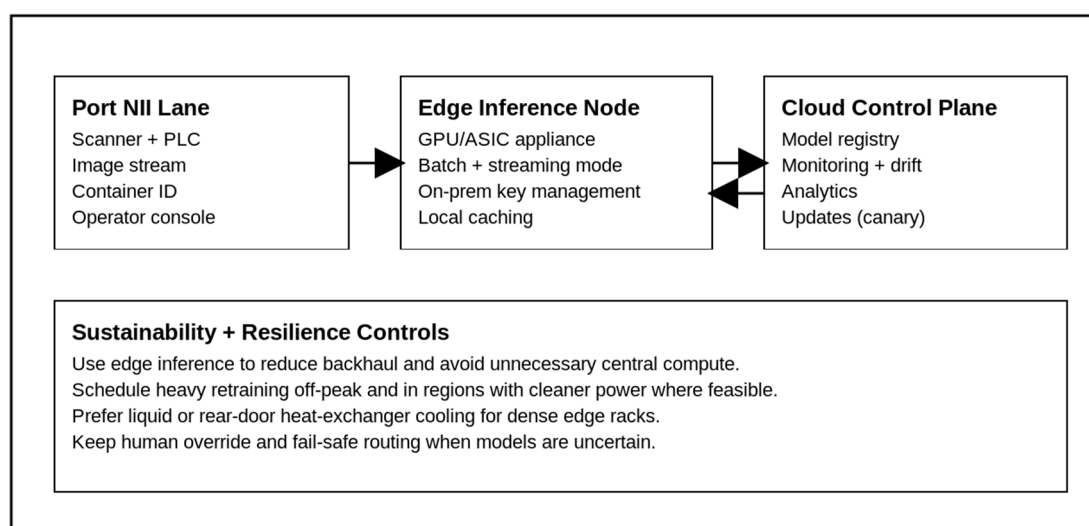 Port NII Lane
Scanner + PLC
Image stream
Container ID
Operator console
Edge Inference Node
GPU/ASIC appliance
Batch + streaming mode
On-prem key management
Local caching
Cloud Control Plane
Model registry
Monitoring + drift
Analytics
Updates (canary)
Sustainability + Resilience Controls
Use edge inference to reduce backhaul and avoid unnecessary central compute.
Schedule heavy retraining off-peak and in regions with cleaner power where feasible.
Prefer liquid or rear-door heat-exchanger cooling for dense edge racks.
Keep human override and fail-safe routing when models are uncertain.